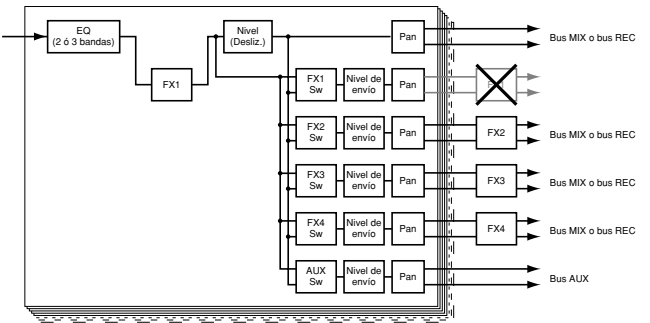 EQ
(2 ó 3 bandas)
FX1
Nivel
(Desliz.)
Pan
Bus MIX o bus REC
FX1
Sw
Nivel de
envío
Pan
FX2
Sw
Nivel de
envío
Pan
FX2
Bus MIX o bus REC
FX3
Sw
Nivel de
envío
Pan
FX3
Bus MIX o bus REC
FX4
Sw
Nivel de
envío
Pan
FX4
Bus MIX o bus REC
AUX
Sw
Nivel de
envío
Pan
Bus AUX